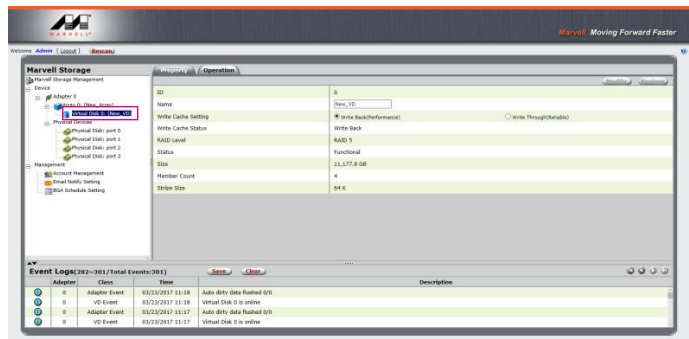 MARVELL
Marvell. Moving Forward Faster
Welcome Admin [ Logout ] Rescan
Marvell Storage
Property Operation
Marvell Storage Management
Modify
Device
Adapter 0
Array 0: (New_Array)
Virtual Disk 0: (New_VD)
Physical Devices
Physical Disk: port 0
Physical Disk: port 1
Physical Disk: port 2
Physical Disk: port 3
Management
Account Management
Email Notify Setting
BGA Schedule Setting
ID 0
Name New_VD
Write Cache Setting Write Back(Performance) Write Through(Reliable)
Write Cache Status Write Back
RAID Level RAID 5
Status Functional
Size 11,177.8 GB
Member Count 4
Stripe Size 64 K
Event Logs(282~301/Total Events:301) Save Clear
Adapter Class Time Description
0 Adapter Event 03/23/2017 11:18 Auto dirty data flushed 0/0
0 VD Event 03/23/2017 11:18 Virtual Disk 0 is online
0 Adapter Event 03/23/2017 11:17 Auto dirty data flushed 0/0
0 VD Event 03/23/2017 11:17 Virtual Disk 0 is online